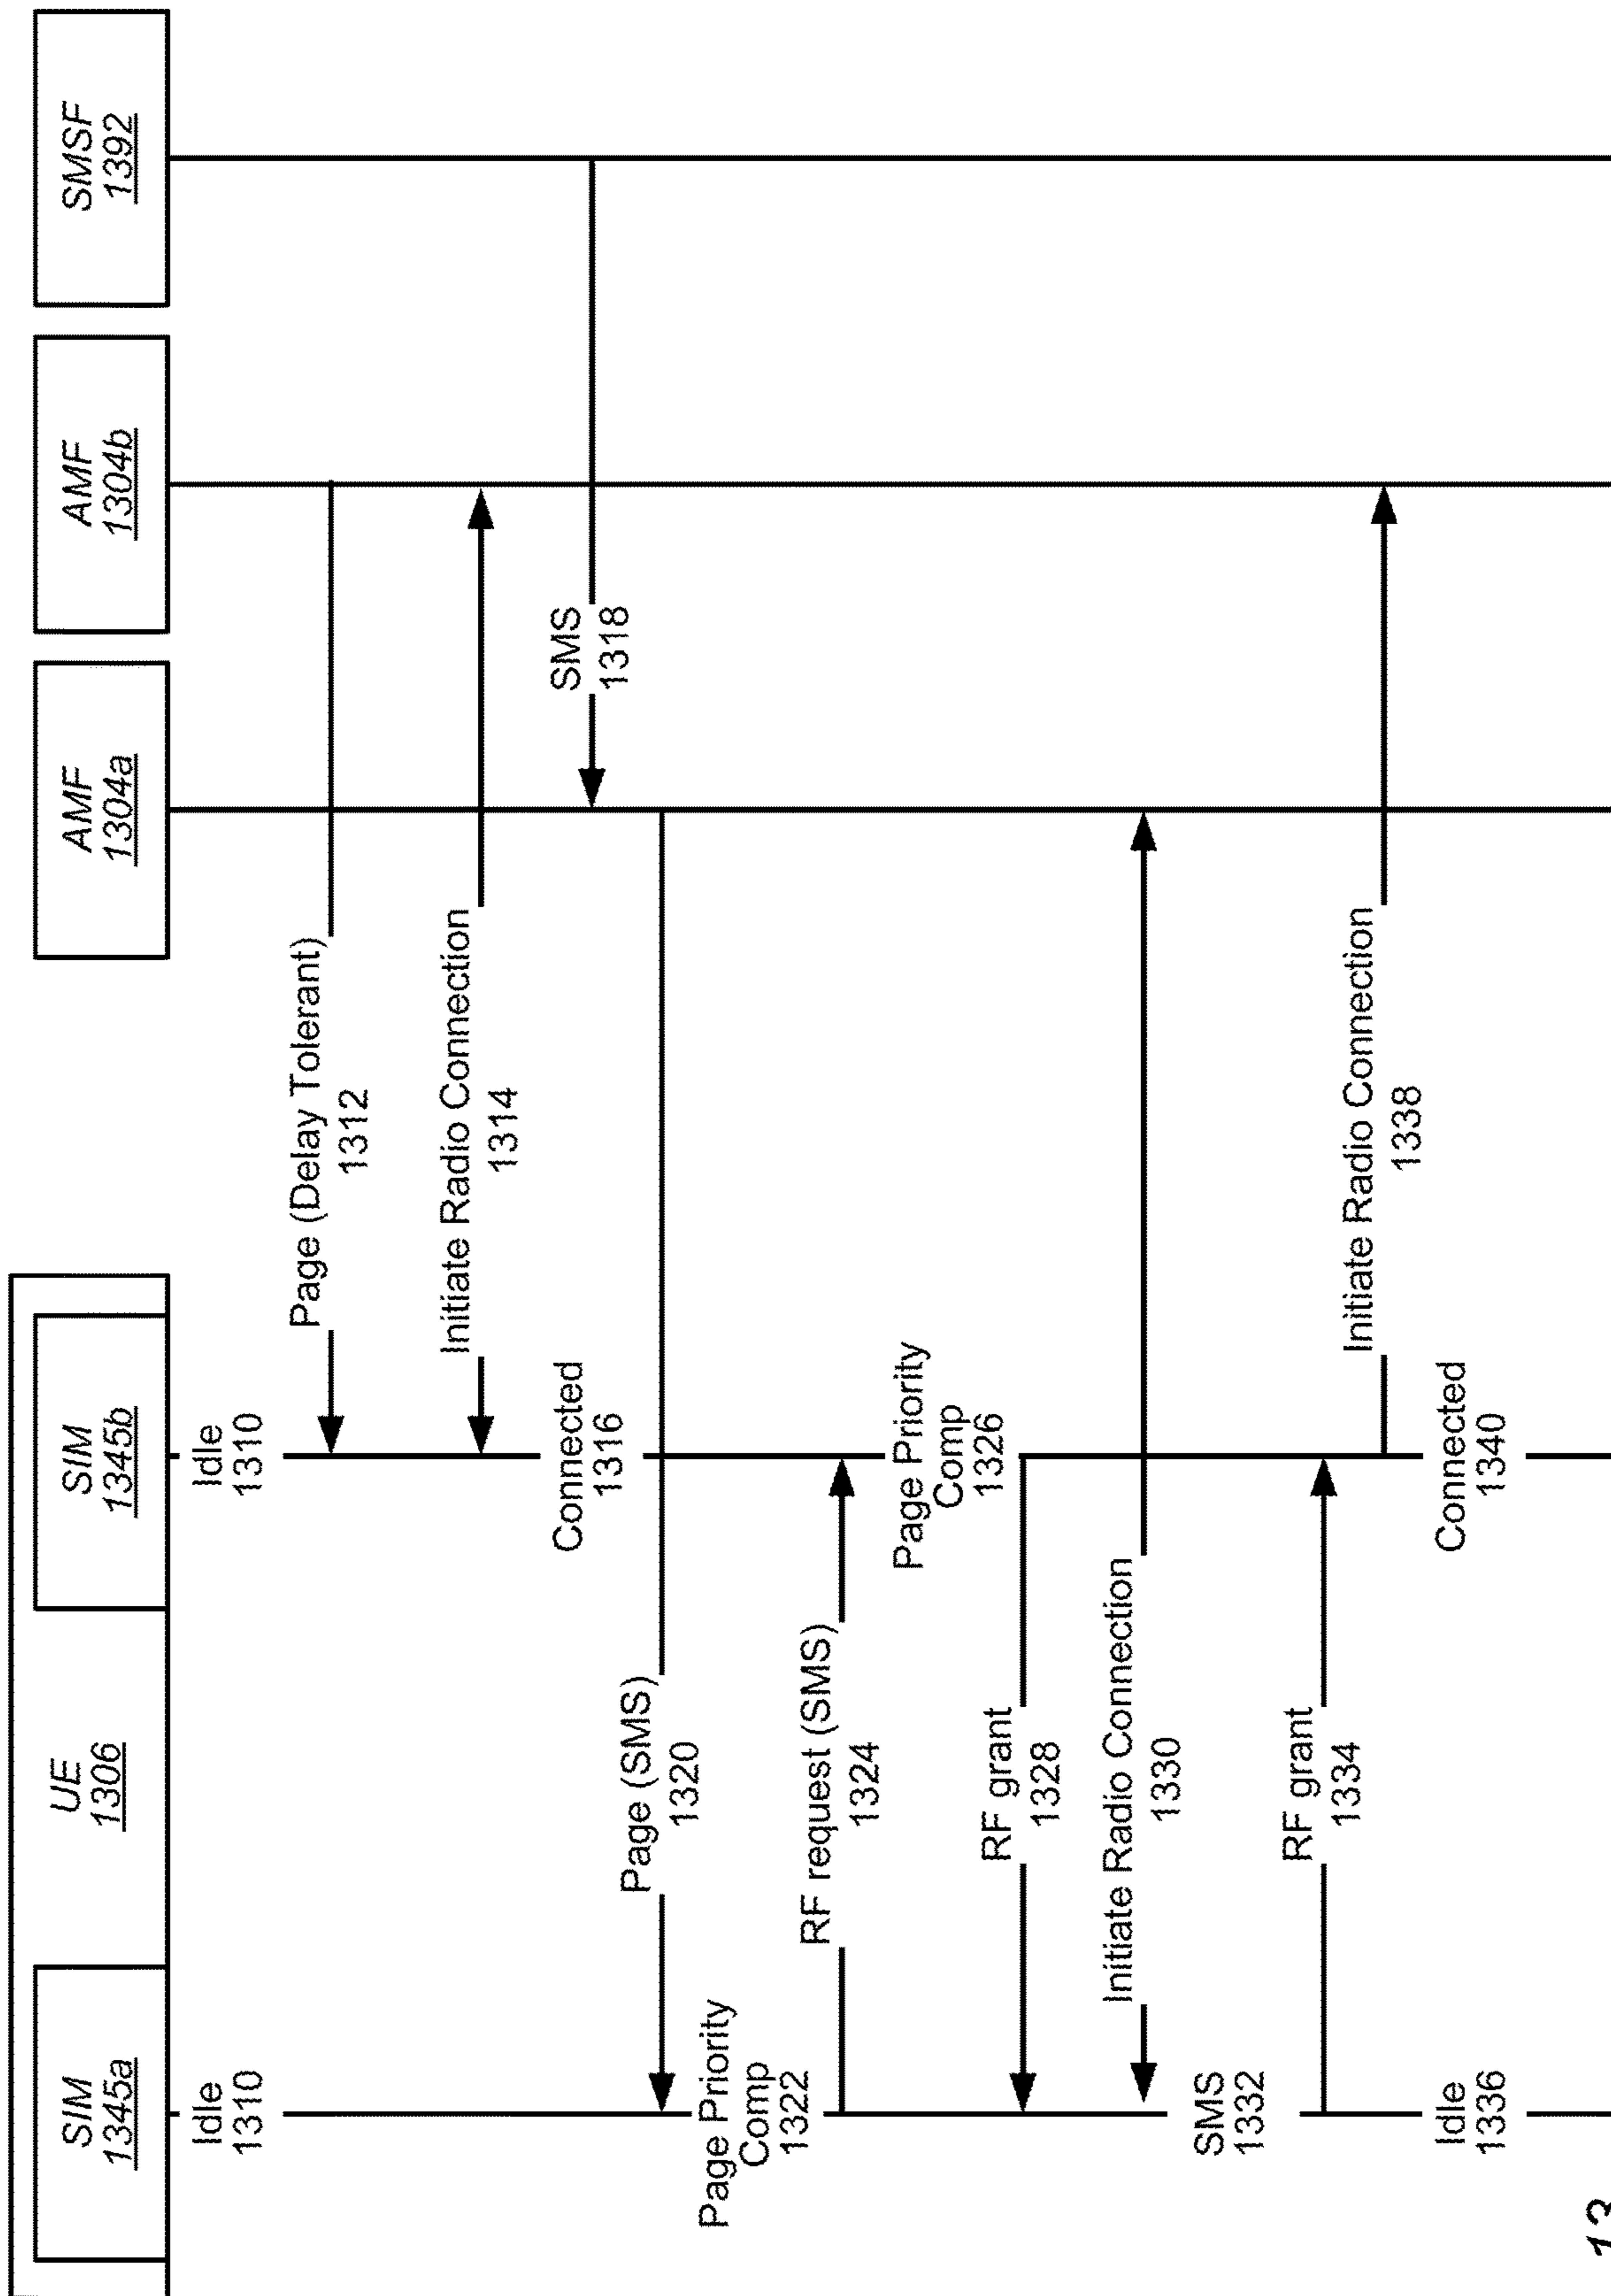 UE
1306
SIM
1345a
SIM
1345b
AMF
1304a
AMF
1304b
SMSF
1392
Idle
1310
Idle
1310
Page (Delay Tolerant)
1312
Initiate Radio Connection
1314
Connected
1316
SMS
1318
Page (SMS)
1320
Page Priority
Comp
1322
RF request (SMS)
1324
Page Priority
Comp
1326
RF grant
1328
Initiate Radio Connection
1330
SMS
1332
RF grant
1334
Idle
1336
Initiate Radio Connection
1338
Connected
1340
13